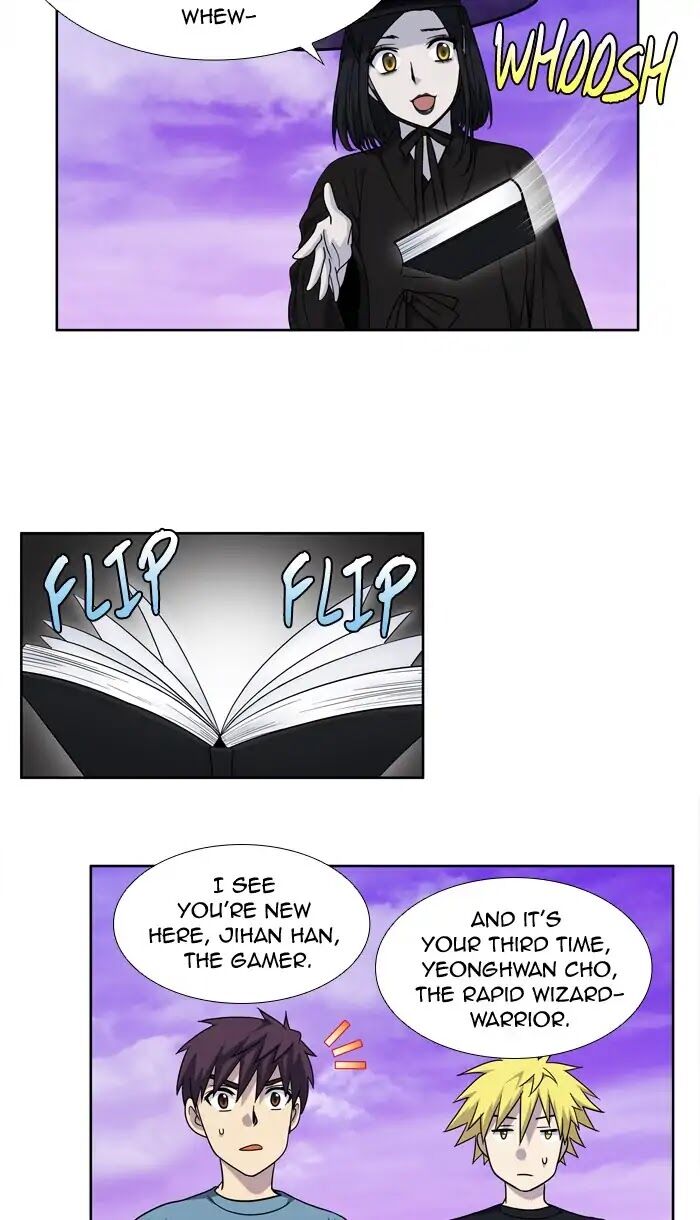 WHEW-
WHOOSH
FLIP
FLIP
I SEE
YOU'RE NEW
HERE, JIHAN HAN,
THE GAMER.
AND IT'S
YOUR THIRD TIME,
YEONGHWAN CHO,
THE RAPID WIZARD-
WARRIOR.